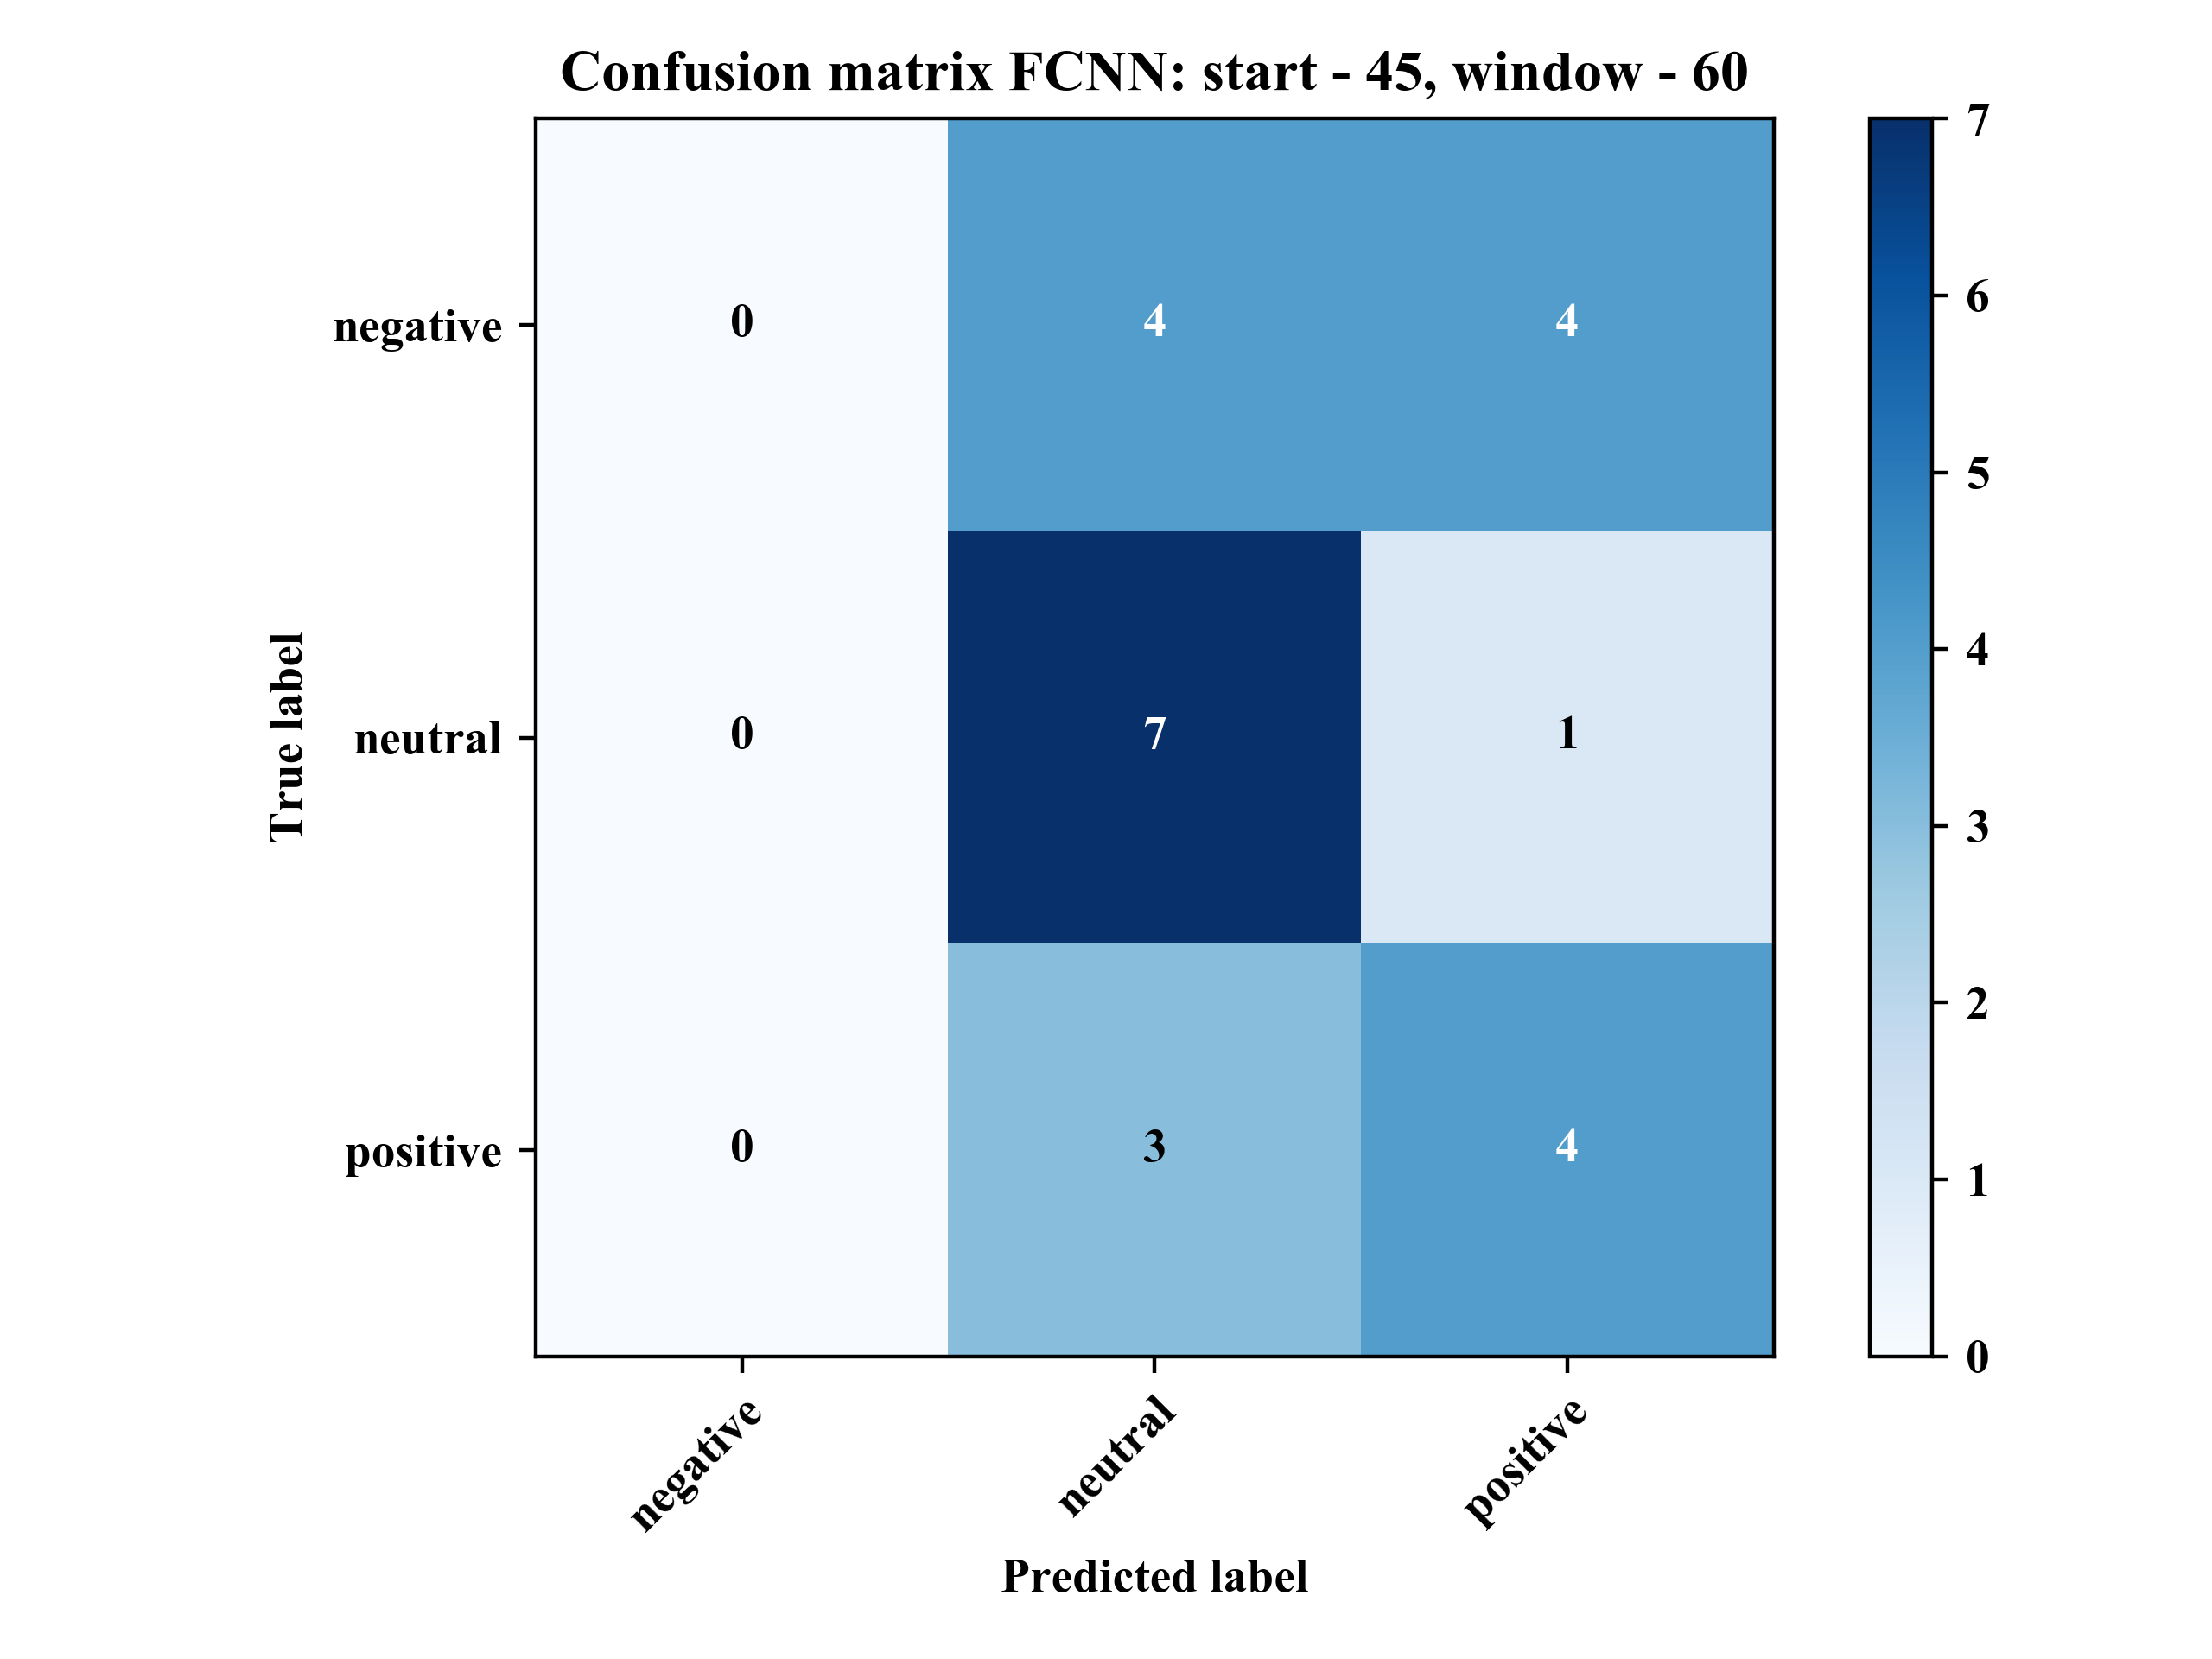 Confusion matrix FCNN: start - 45, window - 60
True label
negative
0
4
4
neutral
0
7
1
positive
0
3
4
negative
neutral
positive
Predicted label
7
6
5
4
3
2
1
0